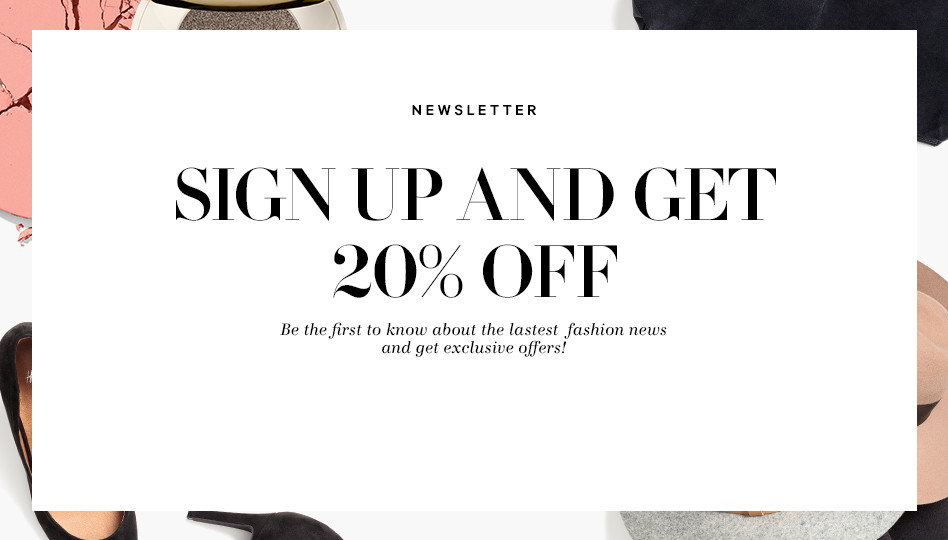 NEWSLETTER
SIGN UP AND GET
20% OFF
Be the first to know about the lastest fashion news
and get exclusive offers!